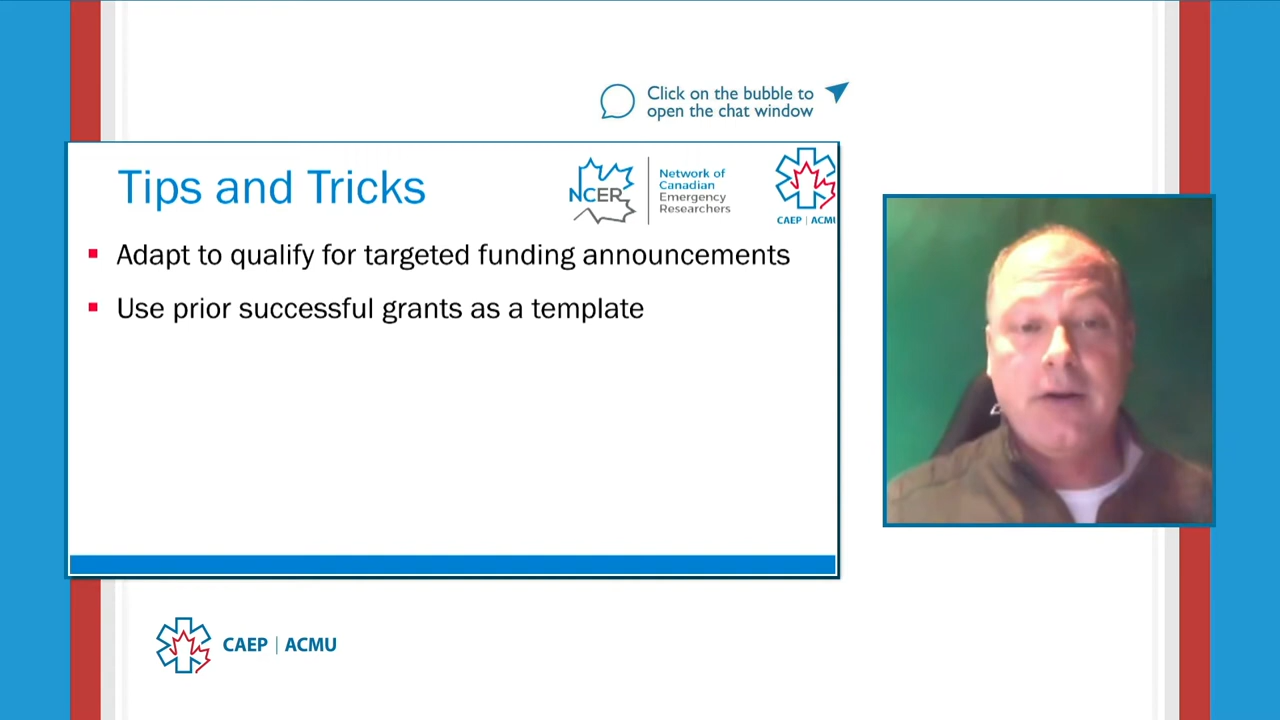 Click on the bubble to
open the chat window
Tips and Tricks
NCER
Network of
Canadian
Emergency
Researchers
CAEP | ACMU
Adapt to qualify for targeted funding announcements
Use prior successful grants as a template
CAEP | ACMU